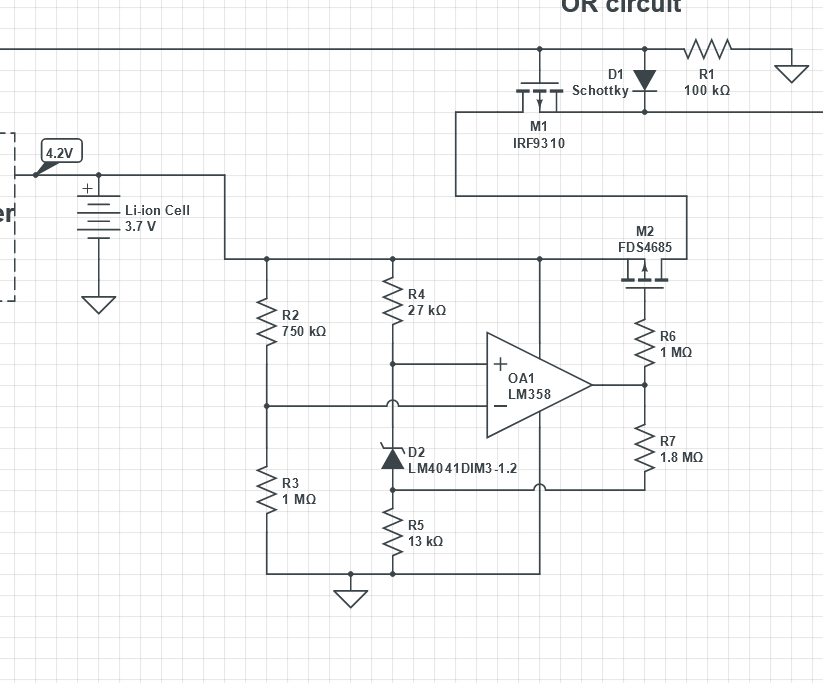 OR circuit
D1
Schottky
R1
100 kΩ
M1
IRF9310
4.2V
+
er
Li-ion Cell
3.7 V
M2
FDS4685
R2
750 kΩ
R4
27 kΩ
R6
1 MΩ
+
OA1
LM358
−
D2
LM4041DIM3-1.2
R7
1.8 MΩ
R3
1 MΩ
R5
13 kΩ